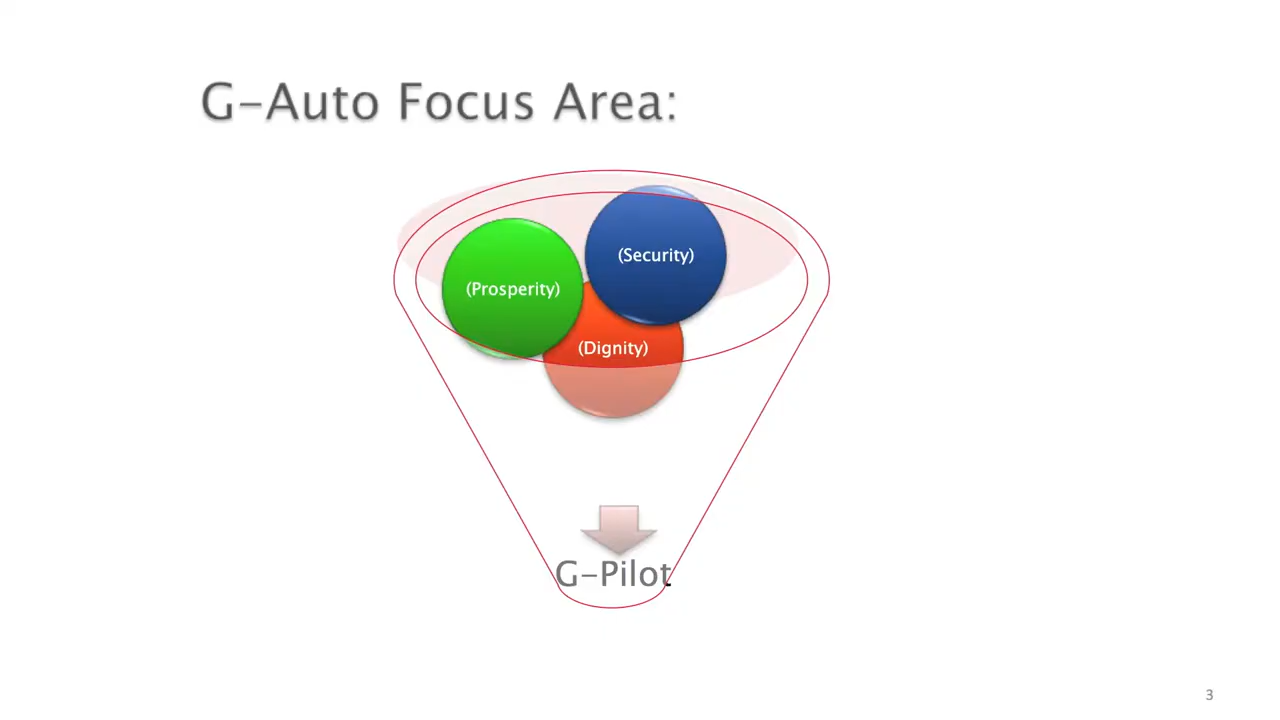 G-Auto Focus Area:
(Security)
(Prosperity)
(Dignity)
G-Pilot
3